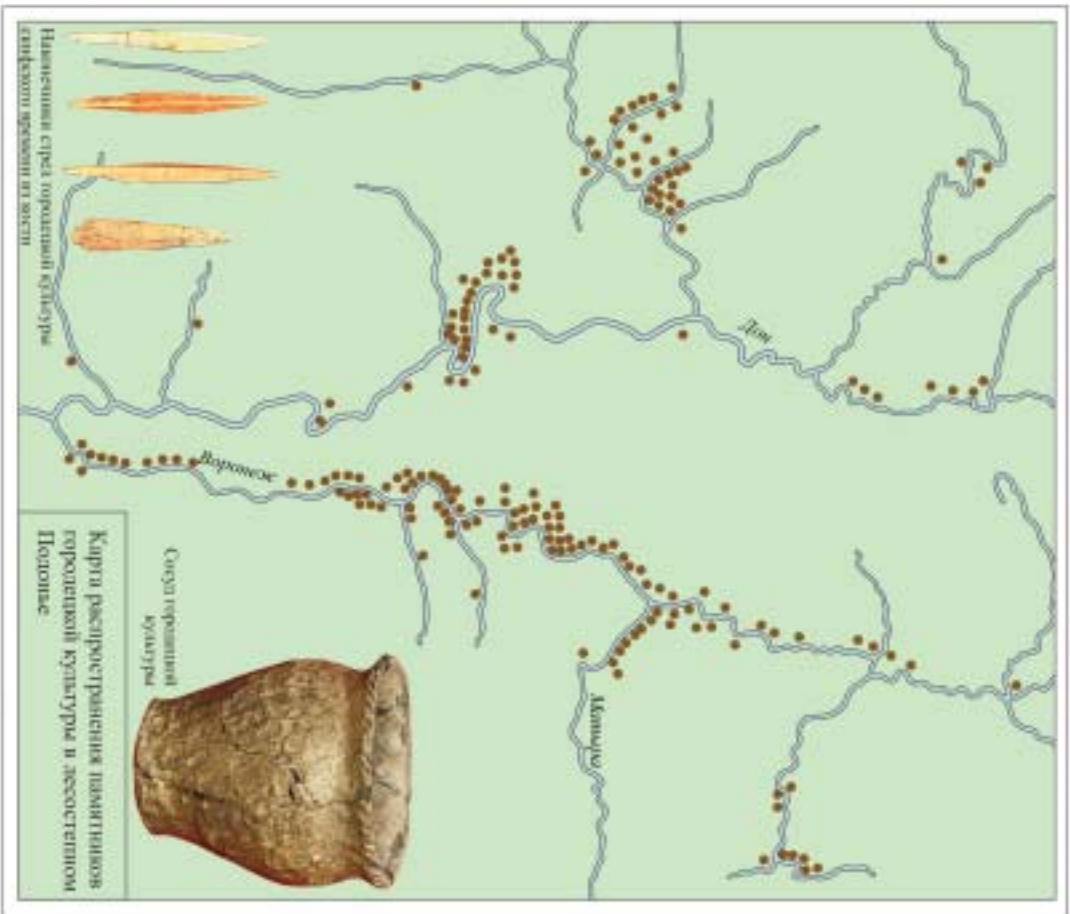 Карта распространения памятников
городецкой культуры в лесостепном
Подонье
Наконечники стрел городецкой культуры
скифского времени из кости
Сосуд городецкой
культуры
Дон
Воронеж
Матыра